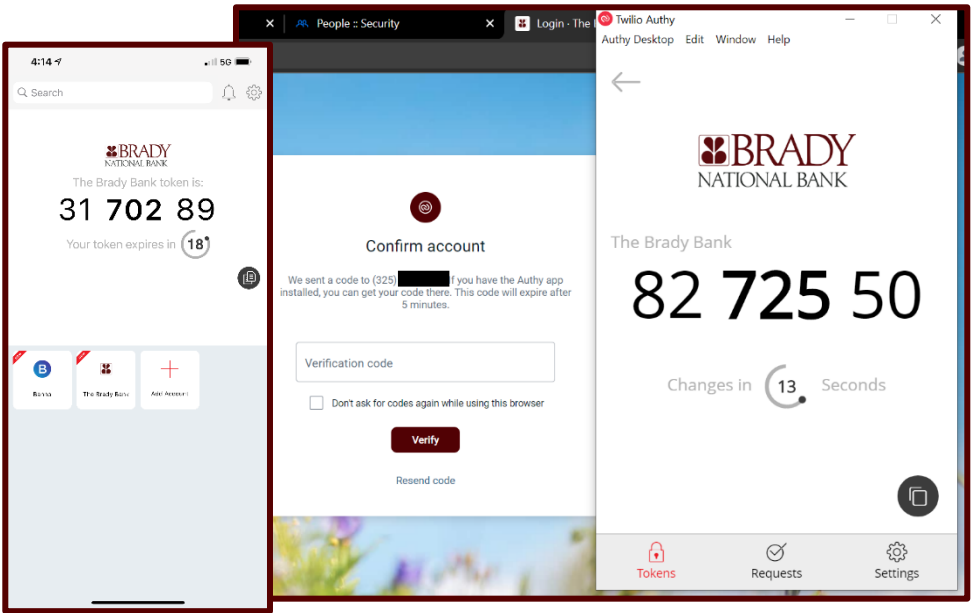 4:14
5G
Search
BRADY
NATIONAL BANK
The Brady Bank token is:
31 702 89
Your token expires in 18
B
Banna
The Brady Bank
Add Account
People :: Security
Login · The
Confirm account
We sent a code to (325) f you have the Authy app
installed, you can get your code there. This code will expire after
5 minutes.
Verification code
Don't ask for codes again while using this browser
Verify
Resend code
Twilio Authy
Authy Desktop Edit Window Help
BRADY
NATIONAL BANK
The Brady Bank
82 725 50
Changes in 13 Seconds
Tokens Requests Settings